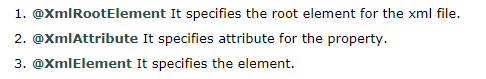 1. @XmlRootElement It specifies the root element for the xml file.
2. @XmlAttribute It specifies attribute for the property.
3. @XmlElement It specifies the element.